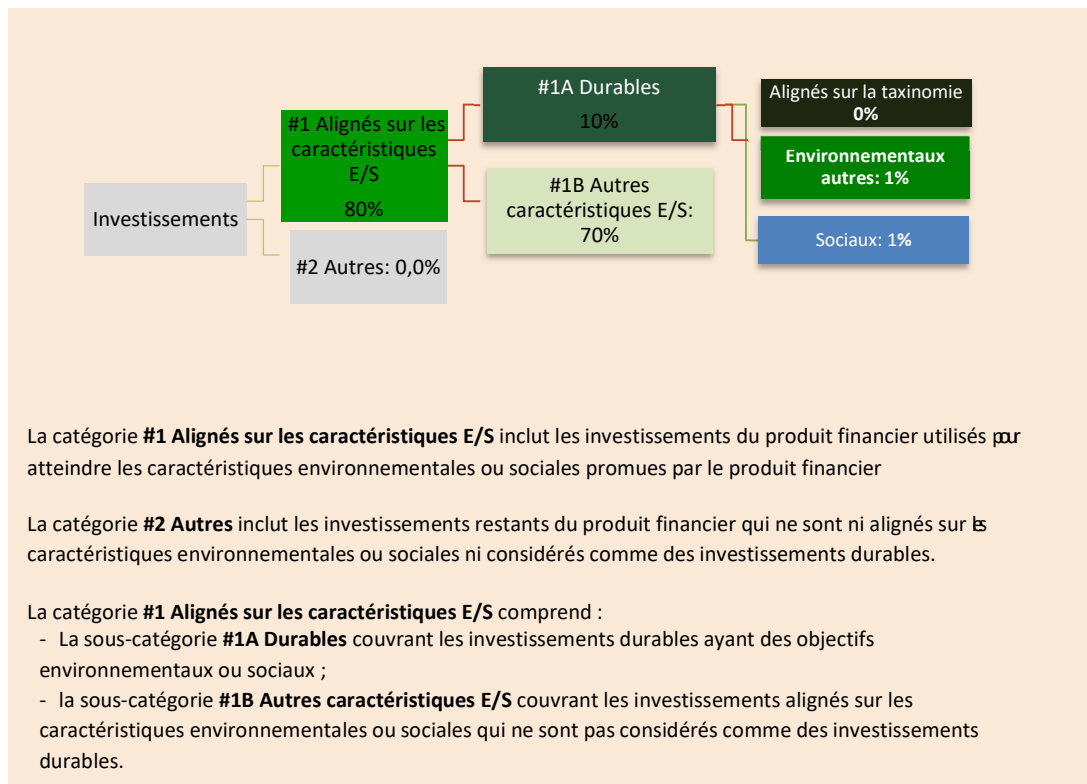 Investissements
#1 Alignés sur les
caractéristiques
E/S
80%
#2 Autres: 0,0%
#1A Durables
10%
#1B Autres
caractéristiques E/S:
70%
Alignés sur la taxinomie
0%
Environnementaux
autres: 1%
Sociaux: 1%
La catégorie #1 Alignés sur les caractéristiques E/S inclut les investissements du produit financier utilisés pour
atteindre les caractéristiques environnementales ou sociales promues par le produit financier
La catégorie #2 Autres inclut les investissements restants du produit financier qui ne sont ni alignés sur les
caractéristiques environnementales ou sociales ni considérés comme des investissements durables.
La catégorie #1 Alignés sur les caractéristiques E/S comprend :
- La sous-catégorie #1A Durables couvrant les investissements durables ayant des objectifs
environnementaux ou sociaux ;
- la sous-catégorie #1B Autres caractéristiques E/S couvrant les investissements alignés sur les
caractéristiques environnementales ou sociales qui ne sont pas considérés comme des investissements
durables.